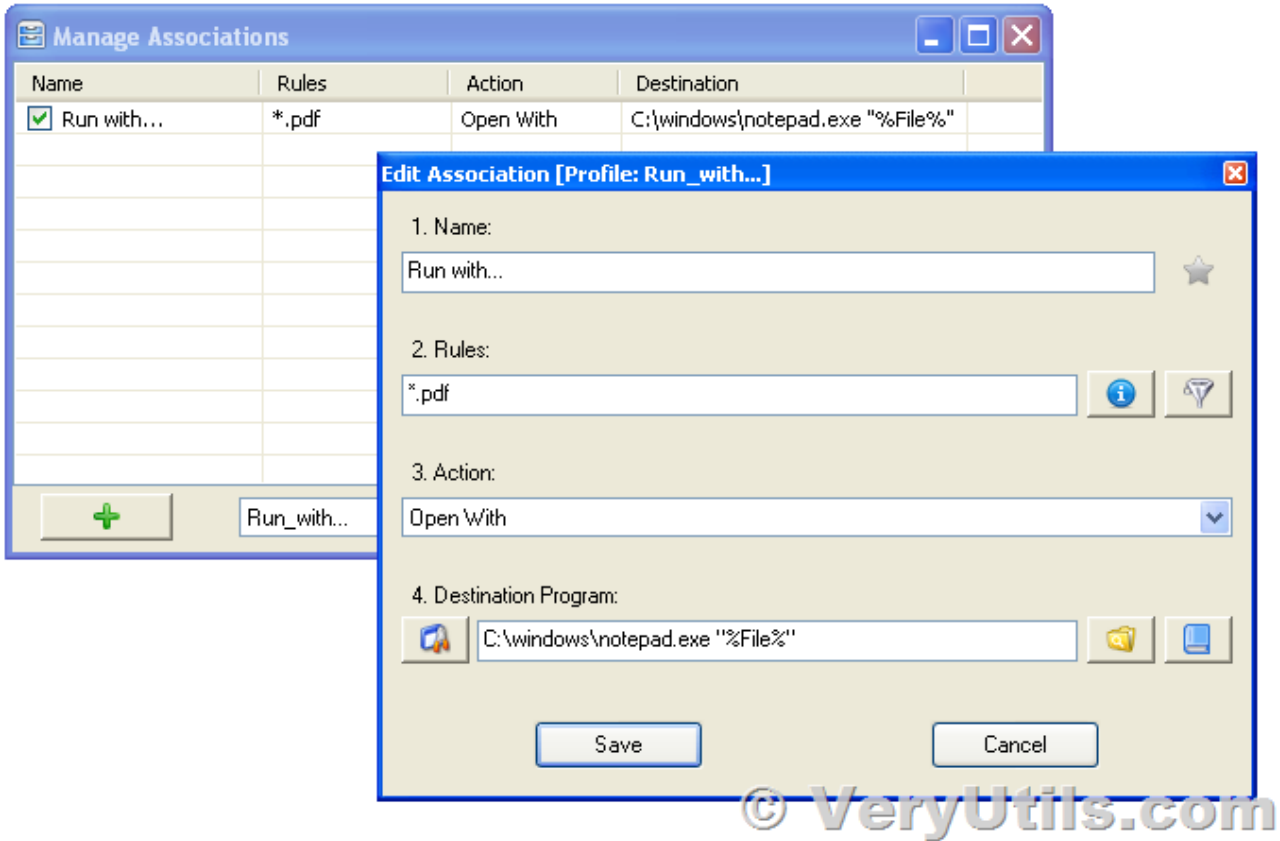 Manage Associations
Name Rules Action Destination
Run with... *.pdf Open With C:\windows\notepad.exe "%File%"
Run_with...
Edit Association [Profile: Run_with...]
1. Name:
Run with...
2. Rules:
*.pdf
3. Action:
Open With
4. Destination Program:
C:\windows\notepad.exe "%File%"
Save Cancel
© VeryUtils.com